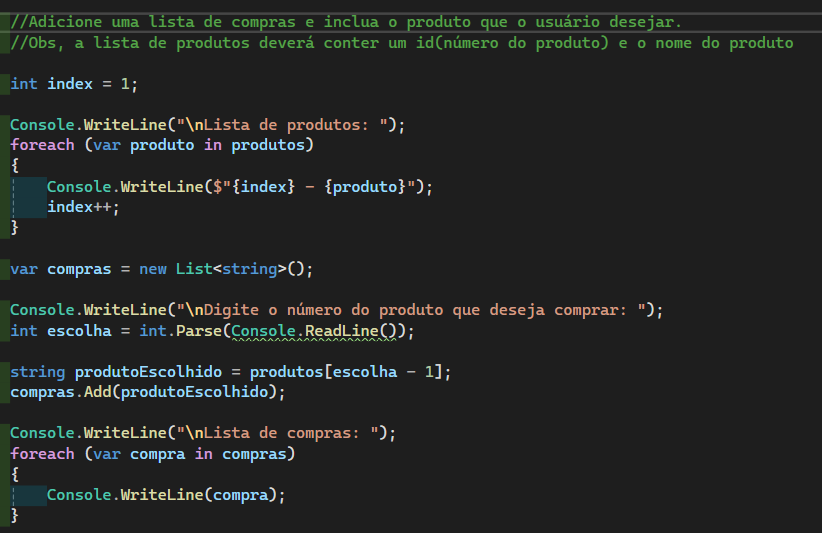 //Adicione uma lista de compras e inclua o produto que o usuário desejar.
//Obs, a lista de produtos deverá conter um id(número do produto) e o nome do produto
int index = 1;
Console.WriteLine("\nLista de produtos: ");
foreach (var produto in produtos)
{
Console.WriteLine($"{index} - {produto}");
index++;
}
var compras = new List<string>();
Console.WriteLine("\nDigite o número do produto que deseja comprar: ");
int escolha = int.Parse(Console.ReadLine());
string produtoEscolhido = produtos[escolha - 1];
compras.Add(produtoEscolhido);
Console.WriteLine("\nLista de compras: ");
foreach (var compra in compras)
{
Console.WriteLine(compra);
}